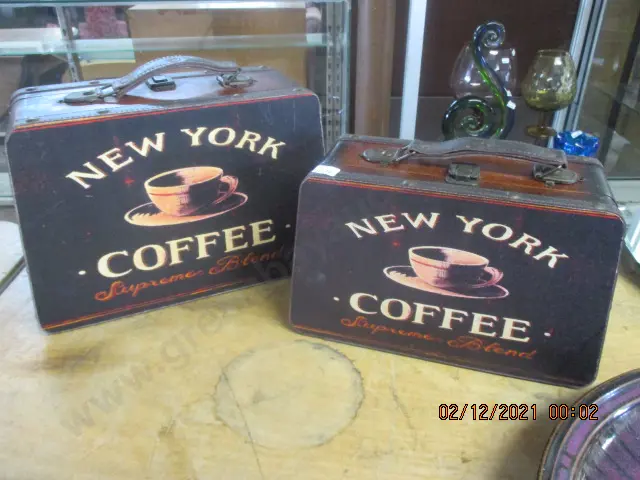 NEW YORK
· COFFEE ·
Supreme Blend
NEW YORK
· COFFEE ·
Supreme Blend
02/12/2021 00:02